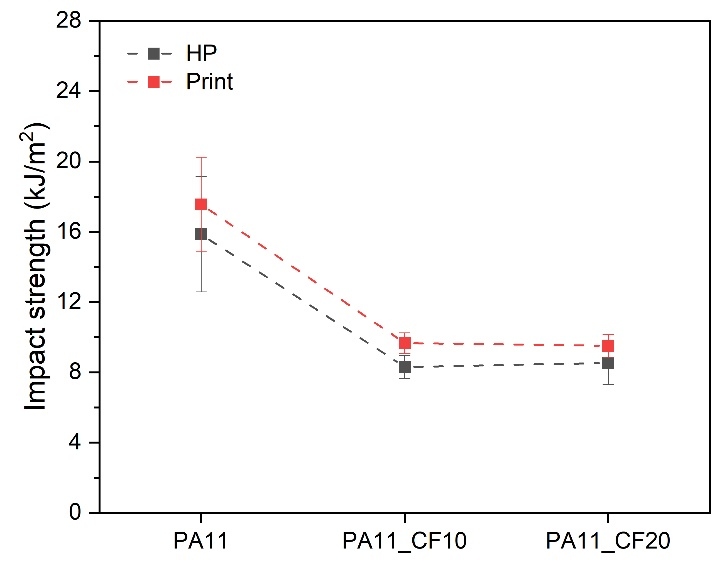 28
24
20
16
12
8
4
0
Impact strength (kJ/m²)
HP
Print
PA11
PA11_CF10
PA11_CF20